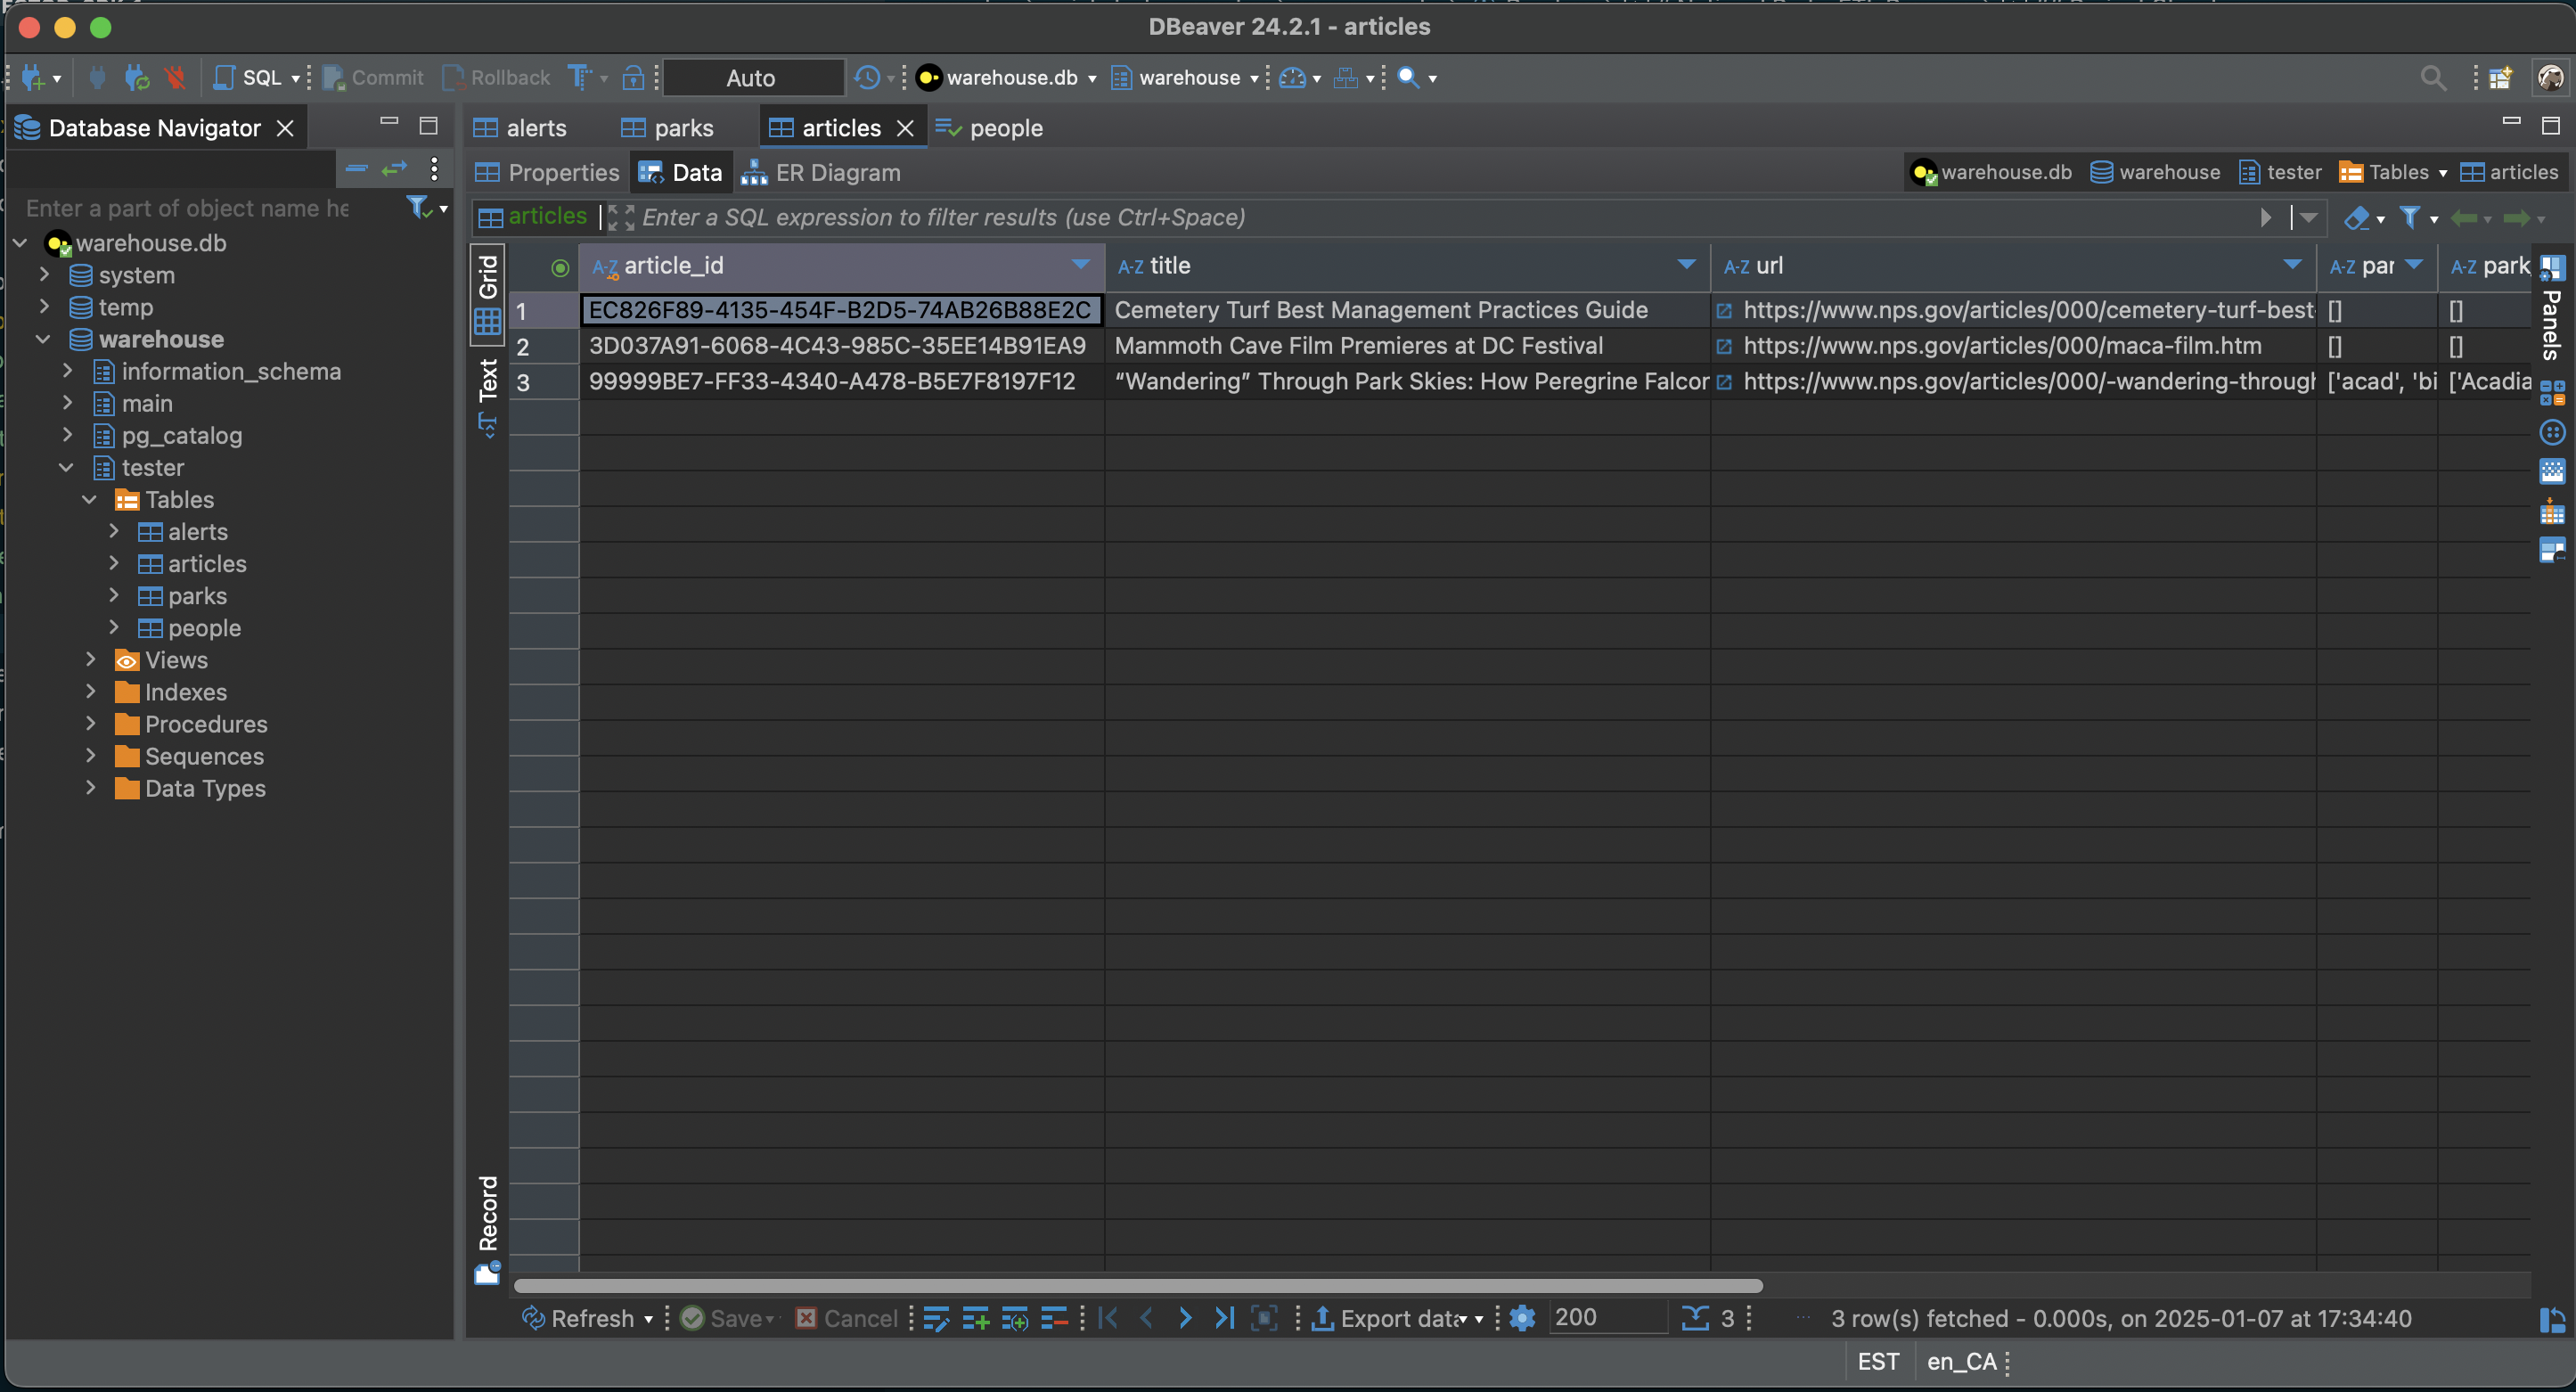 DBeaver 24.2.1 - articles
SQL Commit Rollback Auto warehouse.db warehouse
Database Navigator
alerts parks articles people
Properties Data ER Diagram
warehouse.db warehouse tester Tables articles
Enter a part of object name he
articles Enter a SQL expression to filter results (use Ctrl+Space)
warehouse.db
system
temp
warehouse
information_schema
main
pg_catalog
tester
Tables
alerts
articles
parks
people
Views
Indexes
Procedures
Sequences
Data Types
Grid
Text
Record
A-Z article_id A-Z title A-Z url A-Z par A-Z park
1 EC826F89-4135-454F-B2D5-74AB26B88E2C Cemetery Turf Best Management Practices Guide https://www.nps.gov/articles/000/cemetery-turf-best- [] []
2 3D037A91-6068-4C43-985C-35EE14B91EA9 Mammoth Cave Film Premieres at DC Festival https://www.nps.gov/articles/000/maca-film.htm [] []
3 99999BE7-FF33-4340-A478-B5E7F8197F12 “Wandering” Through Park Skies: How Peregrine Falcor https://www.nps.gov/articles/000/-wandering-through ['acad', 'bi ['Acadia
Panels
Refresh Save Cancel Export data 200 3 3 row(s) fetched - 0.000s, on 2025-01-07 at 17:34:40
EST en_CA